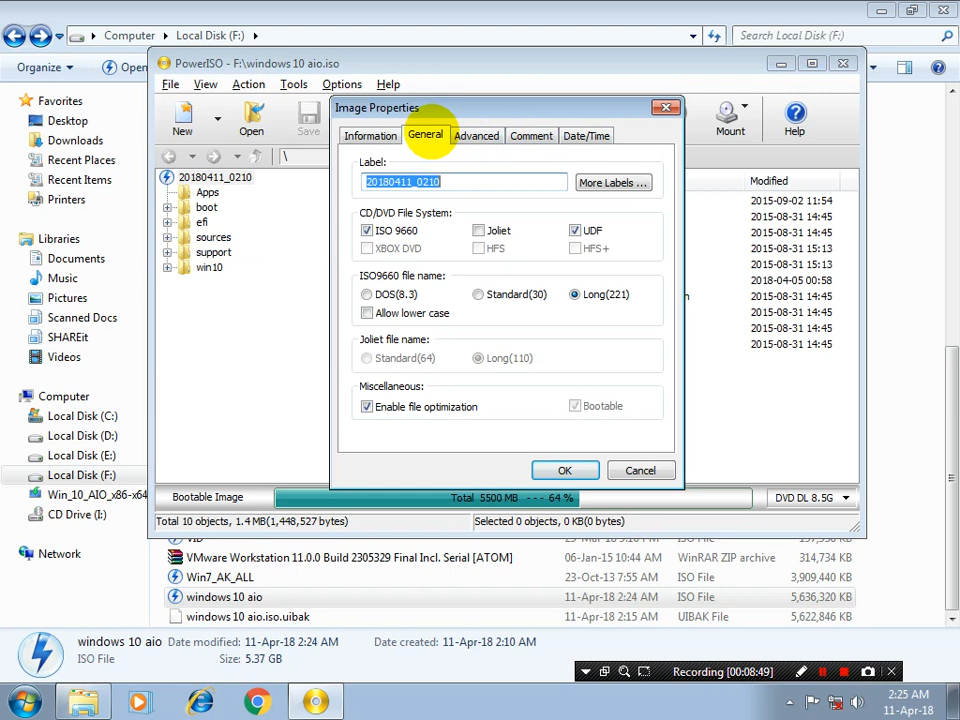 Computer ▸ Local Disk (F:) ▸
Search Local Disk (F:)
Organize
Open
Favorites
Desktop
Downloads
Recent Places
Recent Items
Printers
Libraries
Documents
Music
Pictures
Scanned Docs
SHAREit
Videos
Computer
Local Disk (C:)
Local Disk (D:)
Local Disk (E:)
Local Disk (F:)
Win_10_AIO_x86-x64
CD Drive (I:)
Network
PowerISO - F:\windows 10 aio.iso
File View Action Tools Options Help
New Open Save Mount Help
\
20180411_0210
Apps
boot
efi
sources
support
win10
Modified
2015-09-02 11:54
2015-08-31 14:45
2015-08-31 14:45
2015-08-31 15:13
2015-08-31 15:13
2018-04-05 00:58
2015-08-31 14:45
2015-08-31 14:45
2015-08-31 14:45
2015-08-31 14:45
Image Properties
Information General Advanced Comment Date/Time
Label:
20180411_0210 More Labels ...
CD/DVD File System:
ISO 9660 Joliet UDF
XBOX DVD HFS HFS+
ISO9660 file name:
DOS(8.3) Standard(30) Long(221)
Allow lower case
Joliet file name:
Standard(64) Long(110)
Miscellaneous:
Enable file optimization Bootable
OK Cancel
Bootable Image Total 5500 MB --- 64 % DVD DL 8.5G
Total 10 objects, 1.4 MB(1,448,527 bytes) Selected 0 objects, 0 KB(0 bytes)
VMware Workstation 11.0.0 Build 2305329 Final Incl. Serial [ATOM] 06-Jan-15 10:44 AM WinRAR ZIP archive 314,734 KB
Win7_AK_ALL 23-Oct-13 7:55 AM ISO File 3,909,440 KB
windows 10 aio 11-Apr-18 2:24 AM ISO File 5,636,320 KB
windows 10 aio.iso.uibak 11-Apr-18 2:15 AM UIBAK File 5,622,846 KB
windows 10 aio Date modified: 11-Apr-18 2:24 AM Date created: 11-Apr-18 2:10 AM
ISO File Size: 5.37 GB
Recording [00:08:49]
2:25 AM
11-Apr-18